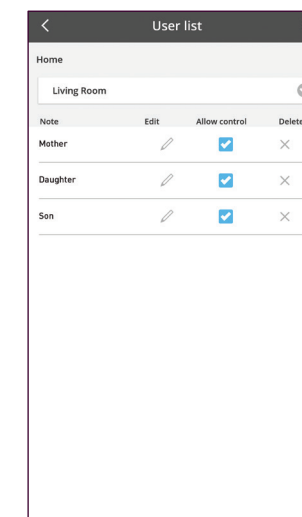 User list
Home
Living Room
Note Edit Allow control Delete
Mother
Daughter
Son